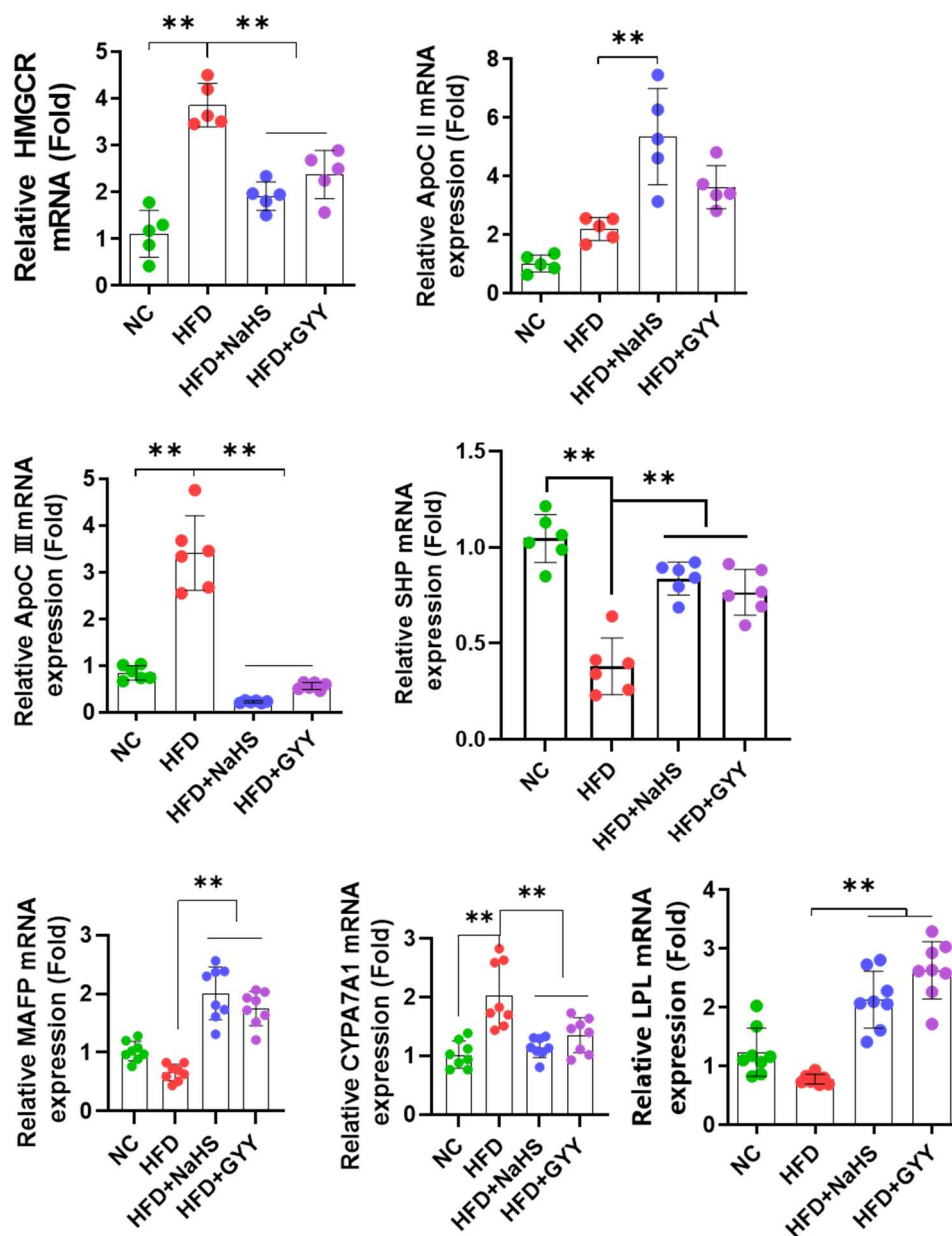 ** **
Relative HMGCR
mRNA (Fold)
5
4
3
2
1
0
NC
HFD
HFD+NaHS
HFD+GYY
**
Relative ApoC II mRNA
expression (Fold)
8
6
4
2
0
NC
HFD
HFD+NaHS
HFD+GYY
** **
Relative ApoC III mRNA
expression (Fold)
5
4
3
2
1
0
NC
HFD
HFD+NaHS
HFD+GYY
** **
Relative SHP mRNA
expression (Fold)
1.5
1.0
0.5
0.0
NC
HFD
HFD+NaHS
HFD+GYY
**
Relative MAFP mRNA
expression (Fold)
3
2
1
0
NC
HFD
HFD+NaHS
HFD+GYY
** **
Relative CYPA7A1 mRNA
expression (Fold)
3
2
1
0
NC
HFD
HFD+NaHS
HFD+GYY
**
Relative LPL mRNA
expression (Fold)
4
3
2
1
0
NC
HFD
HFD+NaHS
HFD+GYY